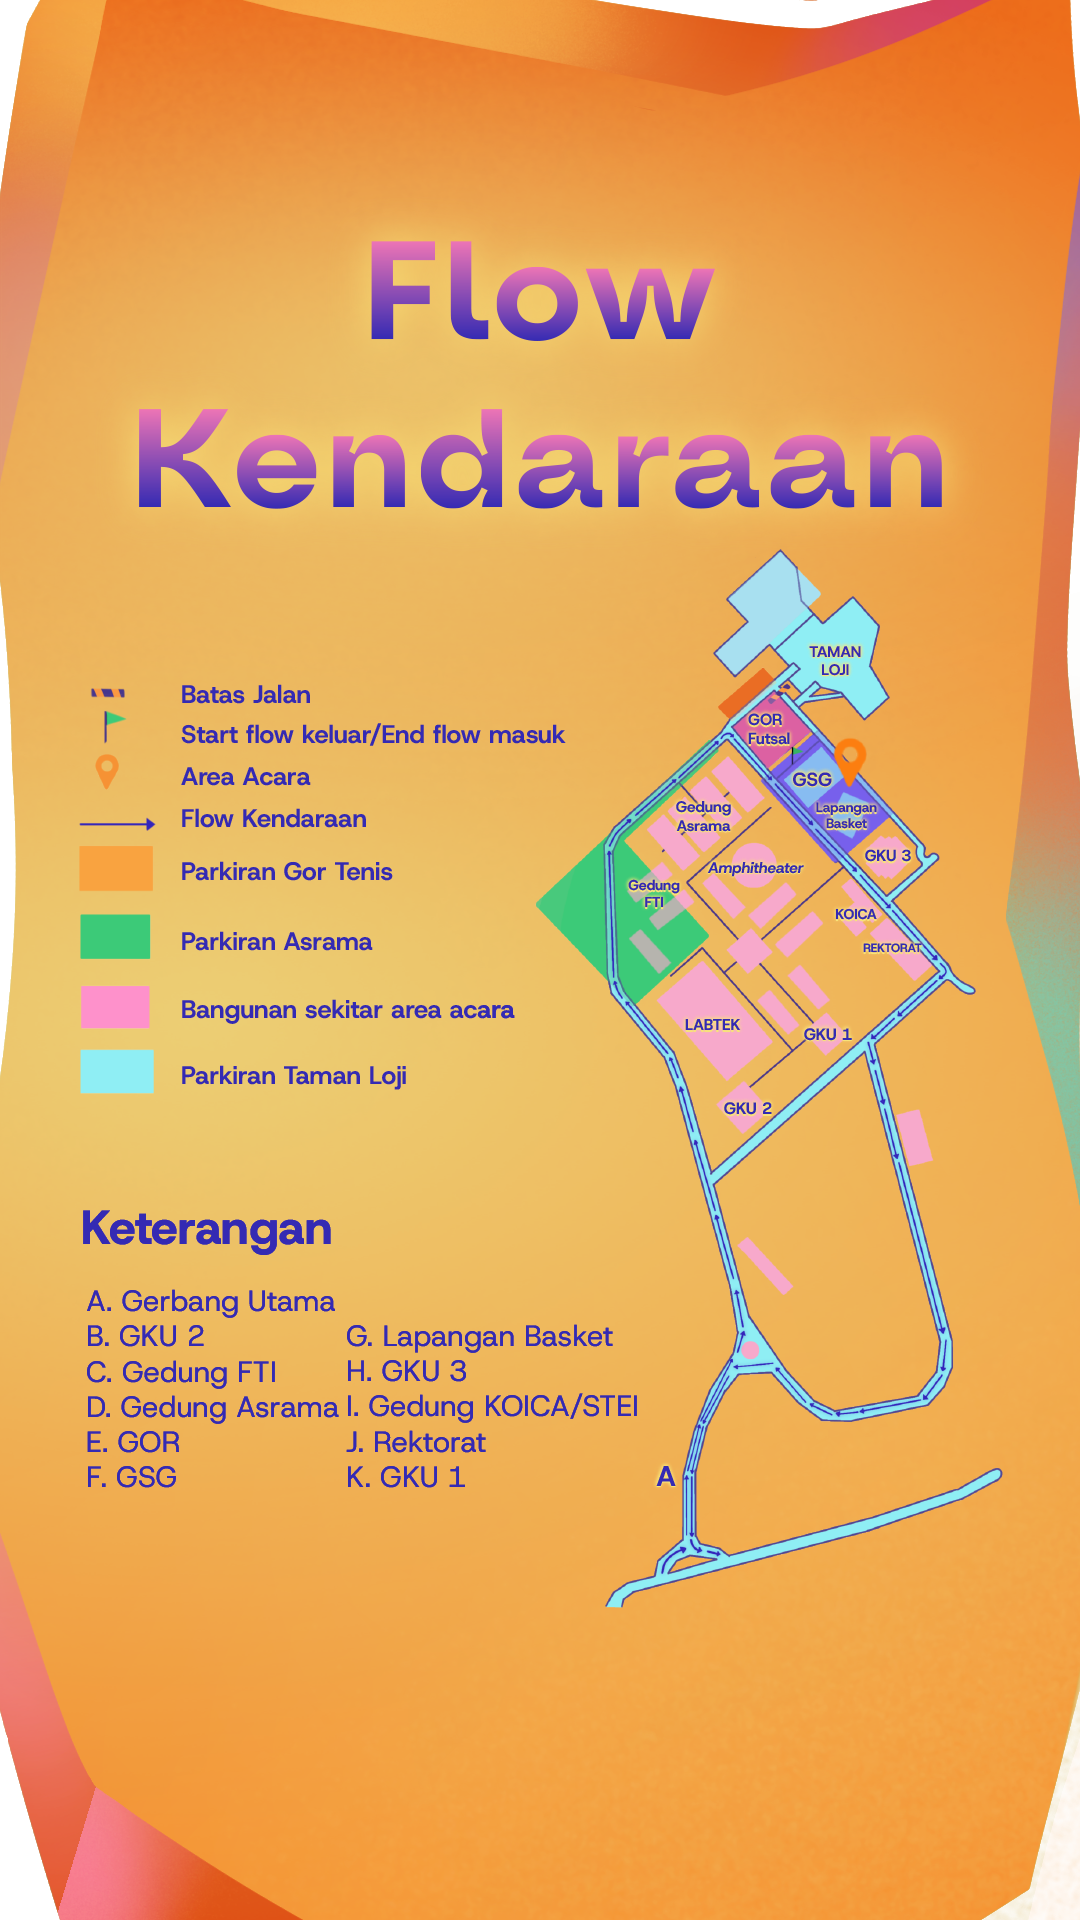 Flow
Kendaraan
Batas Jalan
Start flow keluar/End flow masuk
Area Acara
Flow Kendaraan
Parkiran Gor Tenis
Parkiran Asrama
Bangunan sekitar area acara
Parkiran Taman Loji
TAMAN
LOJI
GOR
Futsal
GSG
Lapangan
Basket
Gedung
Asrama
GKU 3
Amphitheater
Gedung
FTI
KOICA
REKTORAT
LABTEK
GKU 1
GKU 2
A
Keterangan
A. Gerbang Utama
B. GKU 2
C. Gedung FTI
D. Gedung Asrama
E. GOR
F. GSG
G. Lapangan Basket
H. GKU 3
I. Gedung KOICA/STEI
J. Rektorat
K. GKU 1